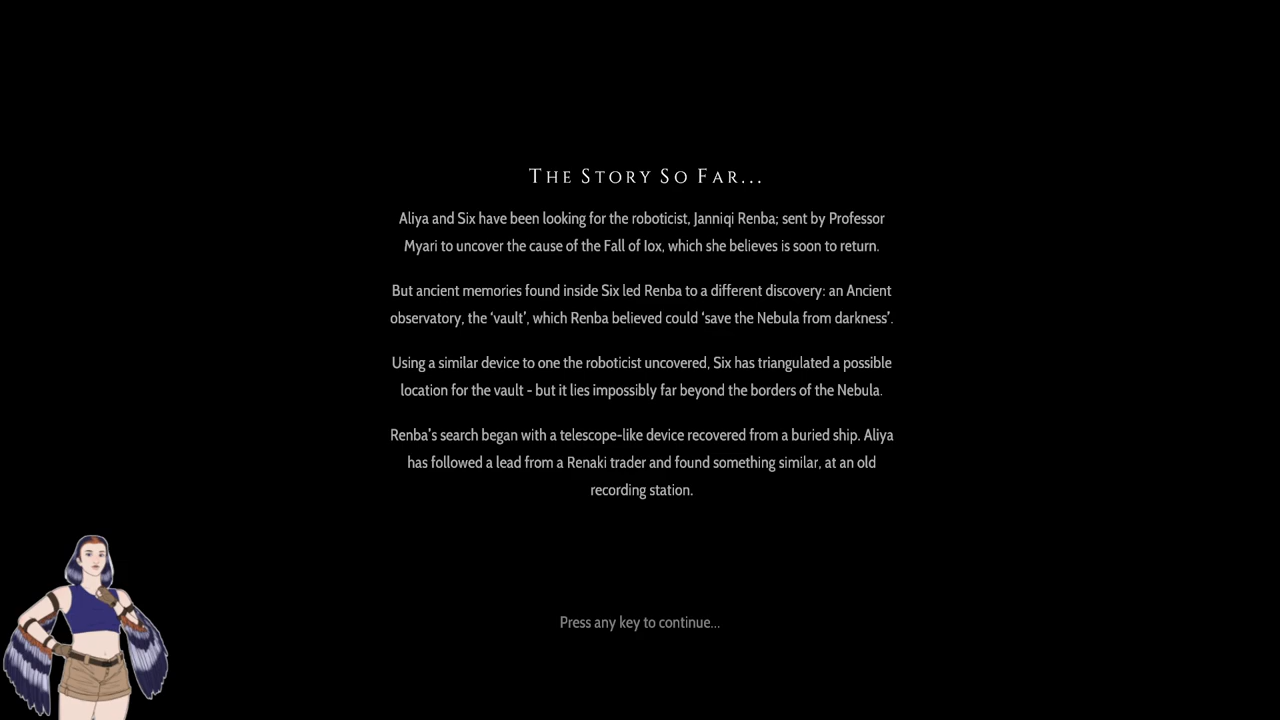 The Story So Far...
Aliya and Six have been looking for the roboticist, Janniqi Renba; sent by Professor
Myari to uncover the cause of the Fall of Iox, which she believes is soon to return.
But ancient memories found inside Six led Renba to a different discovery: an Ancient
observatory, the ‘vault’, which Renba believed could ‘save the Nebula from darkness’.
Using a similar device to one the roboticist uncovered, Six has triangulated a possible
location for the vault - but it lies impossibly far beyond the borders of the Nebula.
Renba's search began with a telescope-like device recovered from a buried ship. Aliya
has followed a lead from a Renaki trader and found something similar, at an old
recording station.
Press any key to continue...